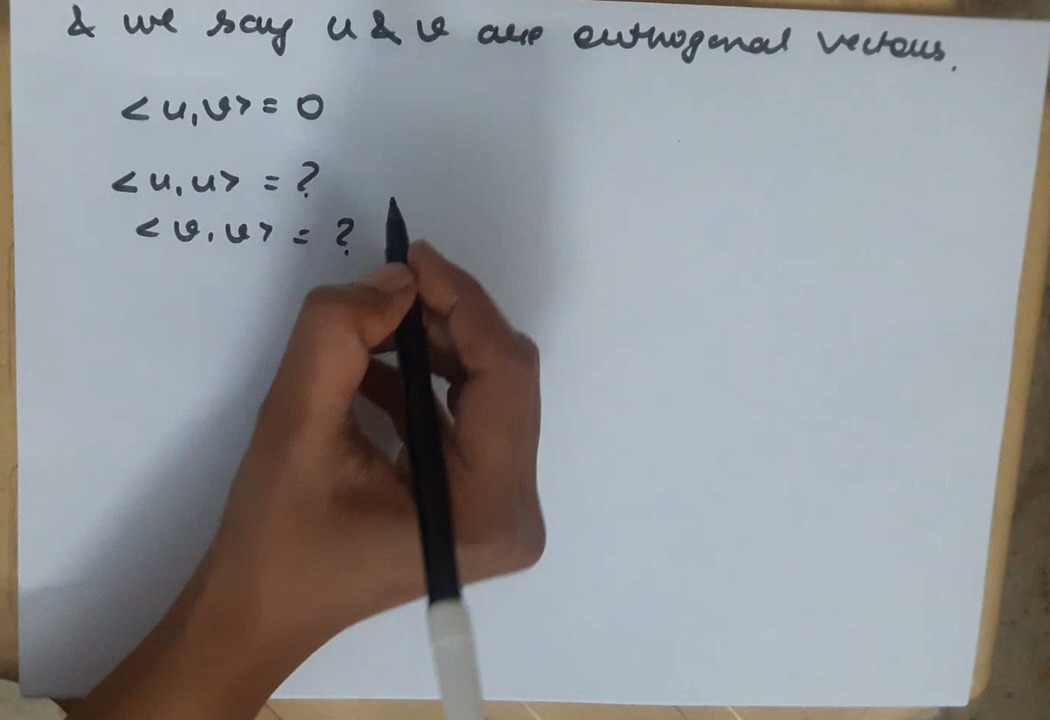 & we say u & v are orthogonal vectors.
<u,v> = 0
<u,u> = ?
<v,v> = ?